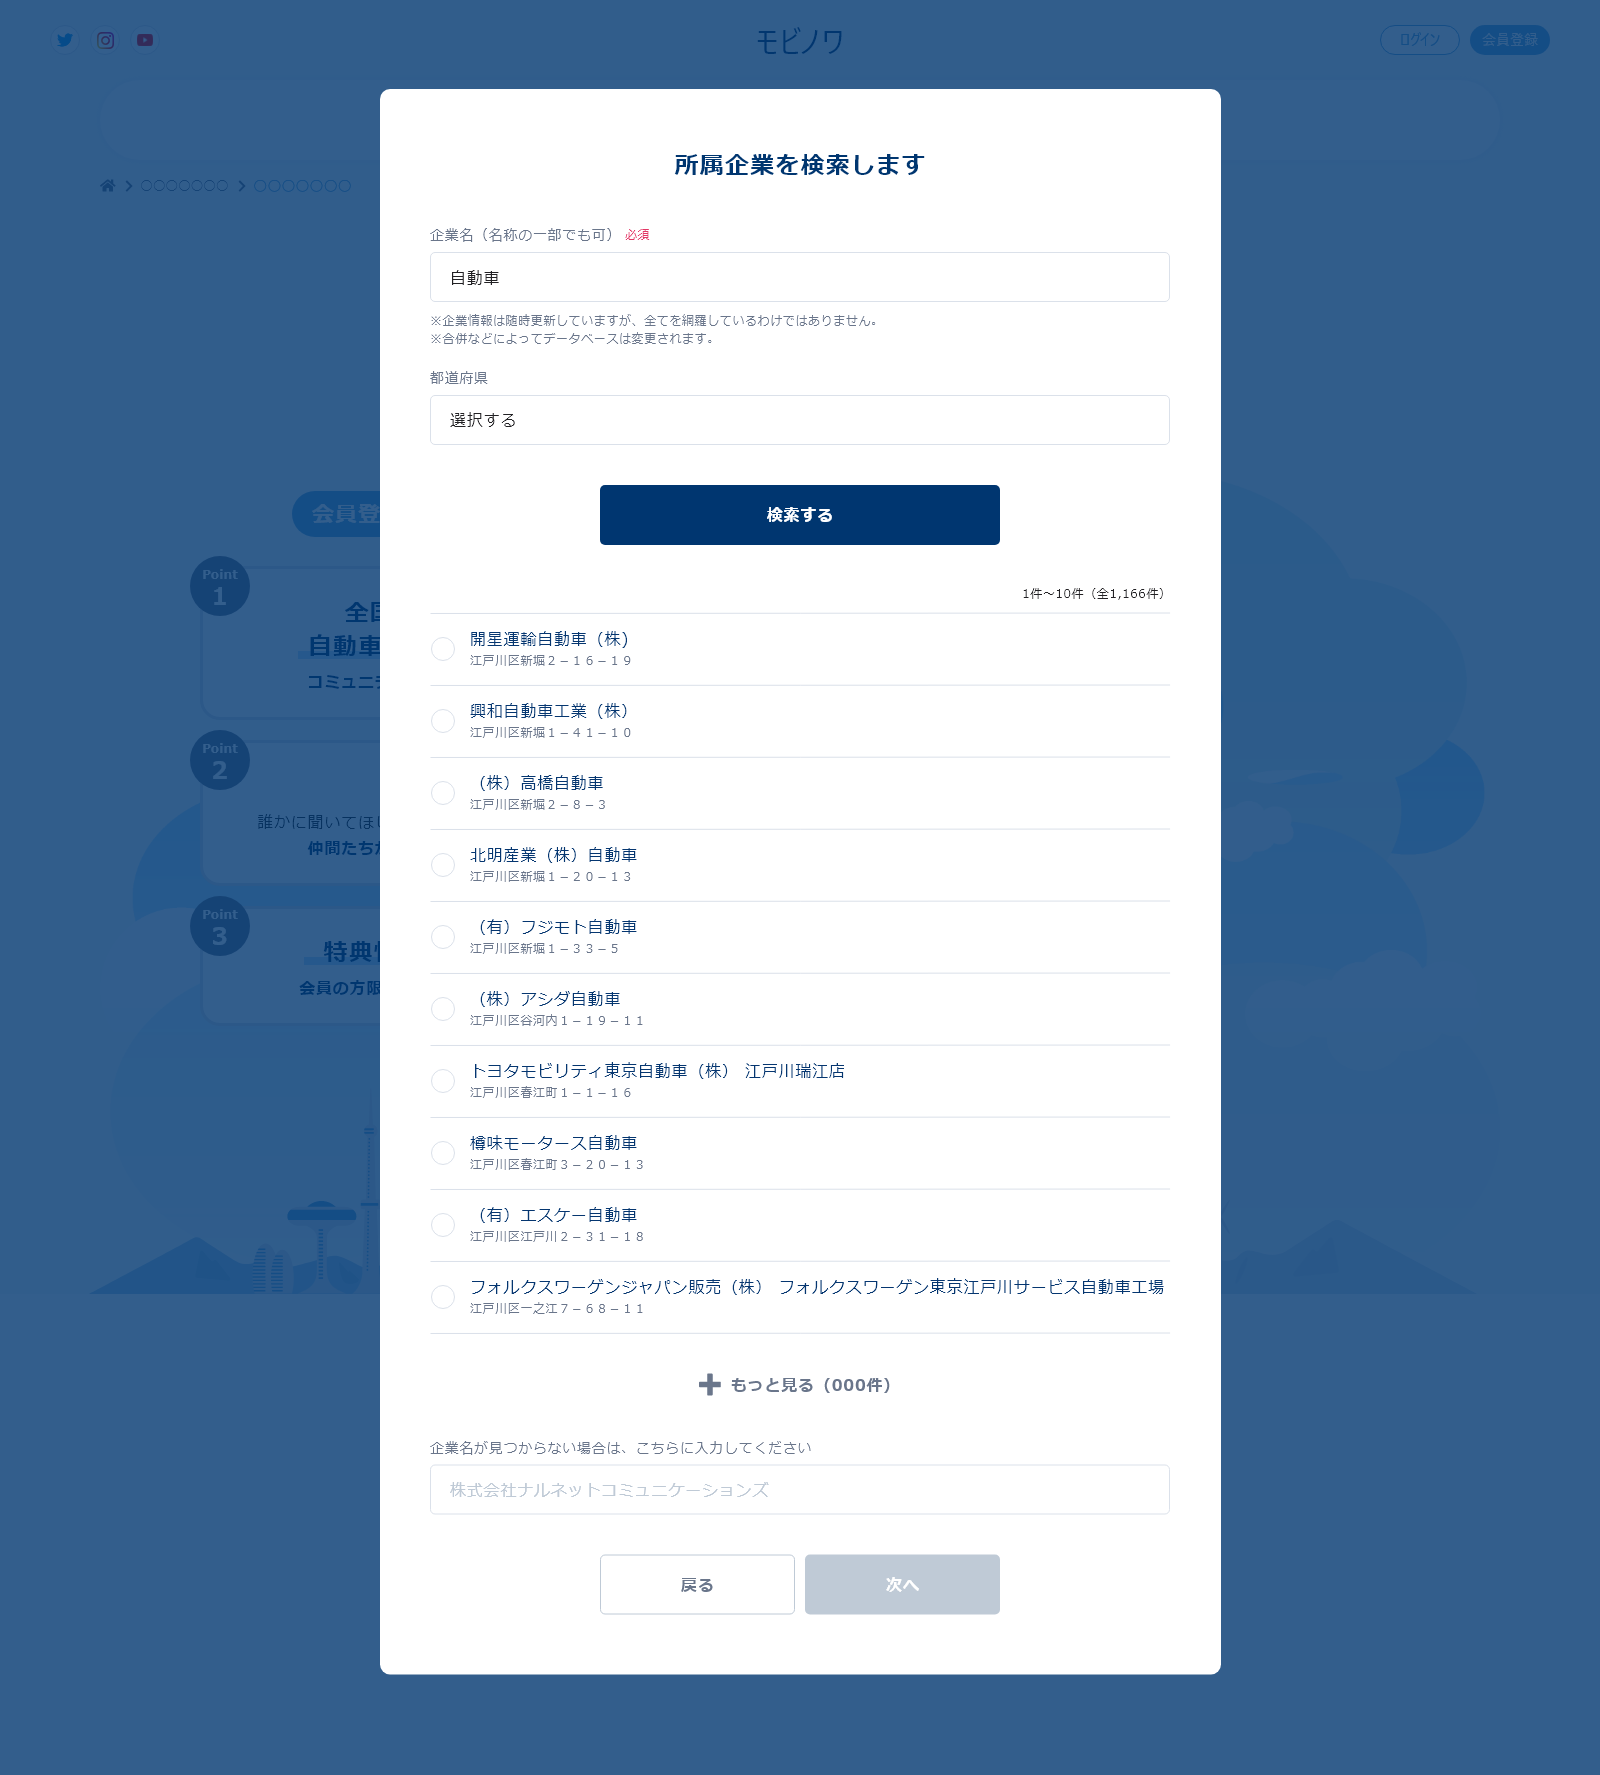 モビノワ
ログイン
会員登録
〇〇〇〇〇〇〇
〇〇〇〇〇〇〇
所属企業を検索します
企業名（名称の一部でも可） 必須
自動車
※企業情報は随時更新していますが、全てを網羅しているわけではありません。
※合併などによってデータベースは変更されます。
都道府県
選択する
検索する
1件〜10件（全1,166件）
開星運輸自動車（株）
江戸川区新堀２−１６−１９
興和自動車工業（株）
江戸川区新堀１−４１−１０
（株）高橋自動車
江戸川区新堀２−８−３
北明産業（株）自動車
江戸川区新堀１−２０−１３
（有）フジモト自動車
江戸川区新堀１−３３−５
（株）アシダ自動車
江戸川区谷河内１−１９−１１
トヨタモビリティ東京自動車（株） 江戸川瑞江店
江戸川区春江町１−１−１６
樽味モータース自動車
江戸川区春江町３−２０−１３
（有）エスケー自動車
江戸川区江戸川２−３１−１８
フォルクスワーゲンジャパン販売（株） フォルクスワーゲン東京江戸川サービス自動車工場
江戸川区一之江７−６８−１１
もっと見る（000件）
企業名が見つからない場合は、こちらに入力してください
株式会社ナルネットコミュニケーションズ
戻る
次へ
会員登
Point
1
全国
自動車
コミュニ
Point
2
誰かに聞いてほし
仲間たちが
Point
3
特典
会員の方限